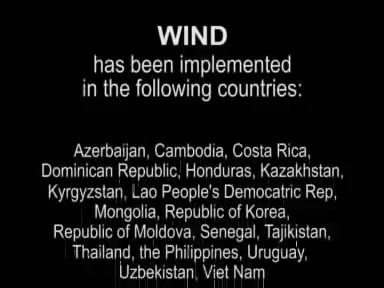 WIND
has been implemented
in the following countries:
Azerbaijan, Cambodia, Costa Rica,
Dominican Republic, Honduras, Kazakhstan,
Kyrgyzstan, Lao People's Democatric Rep,
Mongolia, Republic of Korea,
Republic of Moldova, Senegal, Tajikistan,
Thailand, the Philippines, Uruguay,
Uzbekistan, Viet Nam